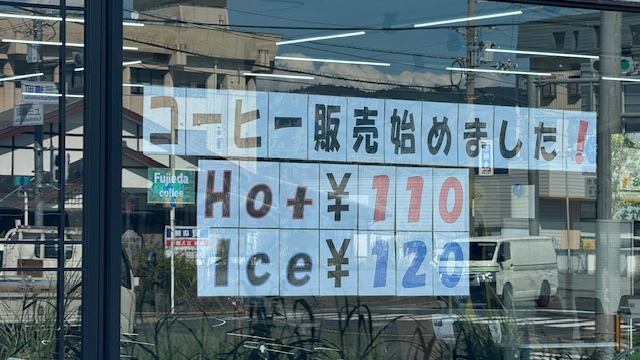 コーヒー販売始めました!
Hot ¥110
Ice ¥120
Fujieda
coffee